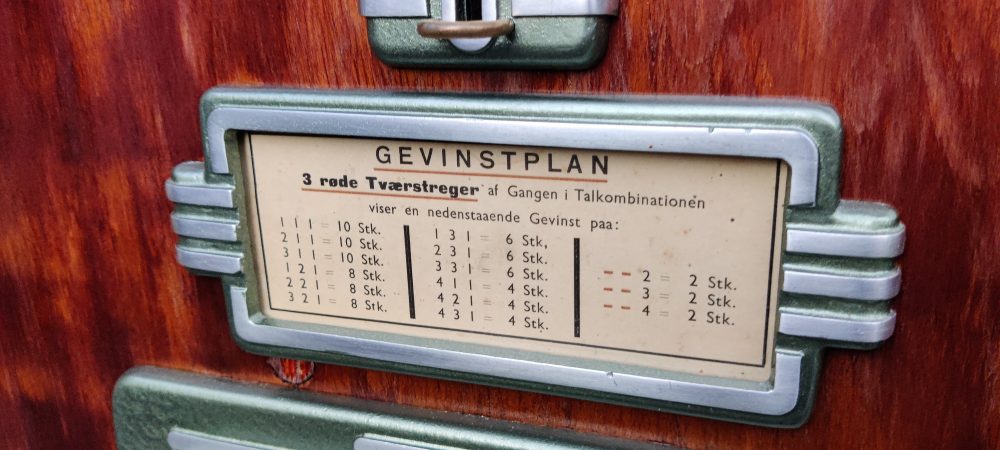 GEVINSTPLAN
3 røde Tværstreger af Gangen i Talkombinationen
viser en nedenstaaende Gevinst paa:
1 1 1 = 10 Stk.
2 1 1 = 10 Stk.
3 1 1 = 10 Stk.
1 2 1 = 8 Stk.
2 2 1 = 8 Stk.
3 2 1 = 8 Stk.
1 3 1 = 6 Stk,
2 3 1 = 6 Stk.
3 3 1 = 6 Stk.
4 1 1 = 4 Stk.
4 2 1 = 4 Stk.
4 3 1 = 4 Stk.
-- 2 = 2 Stk.
-- 3 = 2 Stk.
-- 4 = 2 Stk.